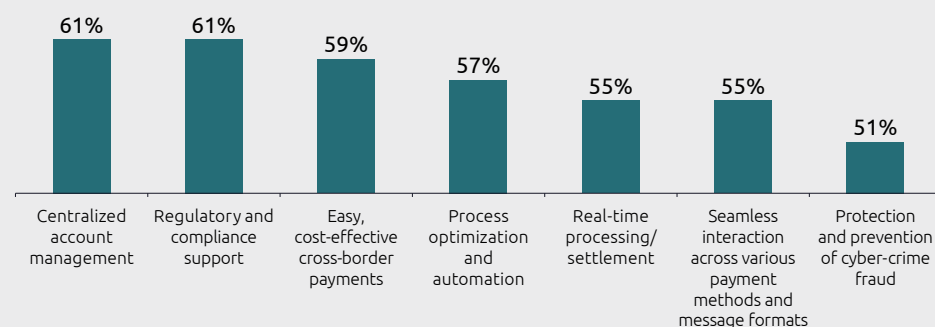 61%
61%
59%
57%
55%
55%
51%
Centralized
account
management
Regulatory and
compliance
support
Easy,
cost-effective
cross-border
payments
Process
optimization
and
automation
Real-time
processing/
settlement
Seamless
interaction
across various
payment
methods and
message formats
Protection
and prevention
of cyber-crime
fraud